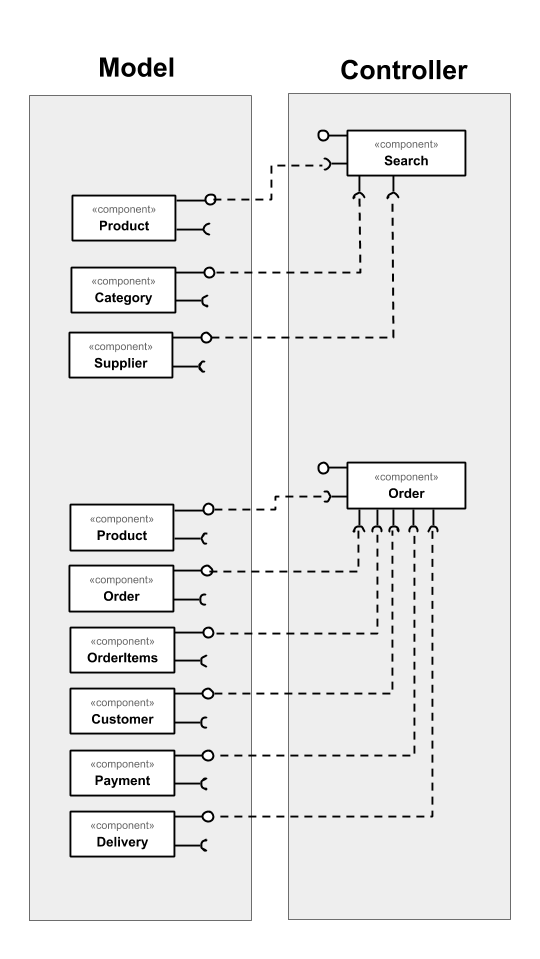 Model
Controller
«component»
Search
«component»
Product
«component»
Category
«component»
Supplier
«component»
Order
«component»
Product
«component»
Order
«component»
OrderItems
«component»
Customer
«component»
Payment
«component»
Delivery